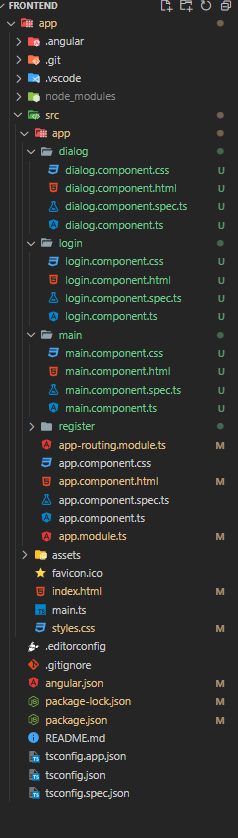 FRONTEND
app
.angular
.git
.vscode
node_modules
src
app
dialog
dialog.component.css U
dialog.component.html U
dialog.component.spec.ts U
dialog.component.ts U
login
login.component.css U
login.component.html U
login.component.spec.ts U
login.component.ts U
main
main.component.css U
main.component.html U
main.component.spec.ts U
main.component.ts U
register
app-routing.module.ts M
app.component.css
app.component.html M
app.component.spec.ts
app.component.ts
app.module.ts M
assets
favicon.ico
index.html M
main.ts
styles.css M
.editorconfig
.gitignore
angular.json M
package-lock.json M
package.json M
README.md
tsconfig.app.json
tsconfig.json
tsconfig.spec.json